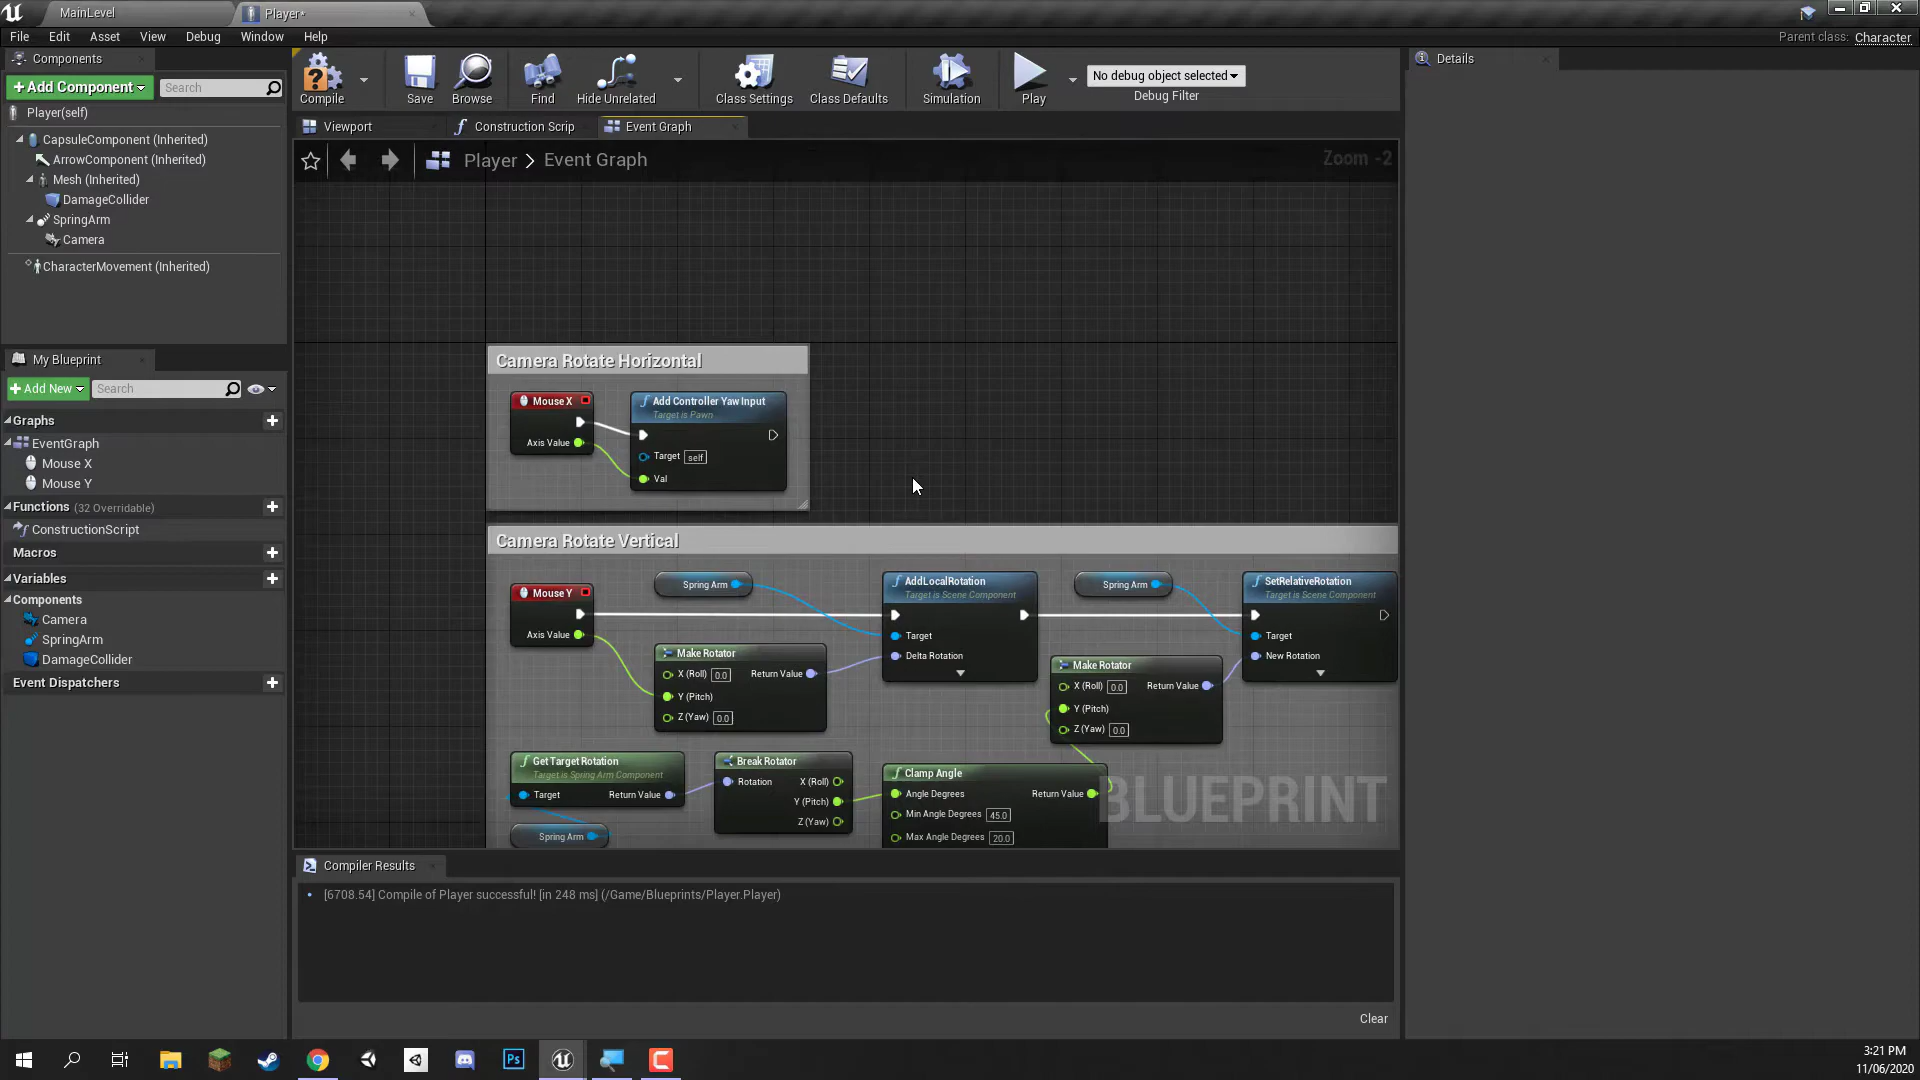 MainLevel
Player*
File Edit Asset View Debug Window Help
Parent class: Character
Components
+Add Component
Search
Player(self)
CapsuleComponent (Inherited)
ArrowComponent (Inherited)
Mesh (Inherited)
DamageCollider
SpringArm
Camera
CharacterMovement (Inherited)
My Blueprint
+Add New
Search
Graphs
EventGraph
Mouse X
Mouse Y
Functions (32 Overridable)
ConstructionScript
Macros
Variables
Components
Camera
SpringArm
DamageCollider
Event Dispatchers
Compile Save Browse Find Hide Unrelated Class Settings Class Defaults Simulation Play
No debug object selected
Debug Filter
Viewport
Construction Scrip
Event Graph
Player > Event Graph
Zoom -2
Camera Rotate Horizontal
Mouse X
Axis Value
Add Controller Yaw Input
Target is Pawn
Target self
Val
Camera Rotate Vertical
Mouse Y
Axis Value
Spring Arm
Make Rotator
X (Roll) 0.0 Return Value
Y (Pitch)
Z (Yaw) 0.0
AddLocalRotation
Target is Scene Component
Target
Delta Rotation
Spring Arm
Make Rotator
X (Roll) 0.0 Return Value
Y (Pitch)
Z (Yaw) 0.0
SetRelativeRotation
Target is Scene Component
Target
New Rotation
Get Target Rotation
Target is Spring Arm Component
Target Return Value
Spring Arm
Break Rotator
Rotation X (Roll)
Y (Pitch)
Z (Yaw)
Clamp Angle
Angle Degrees Return Value
Min Angle Degrees 45.0
Max Angle Degrees 20.0
BLUEPRINT
Compiler Results
[6708.54] Compile of Player successful! [in 248 ms] (/Game/Blueprints/Player.Player)
Clear
Details
3:21 PM
11/06/2020